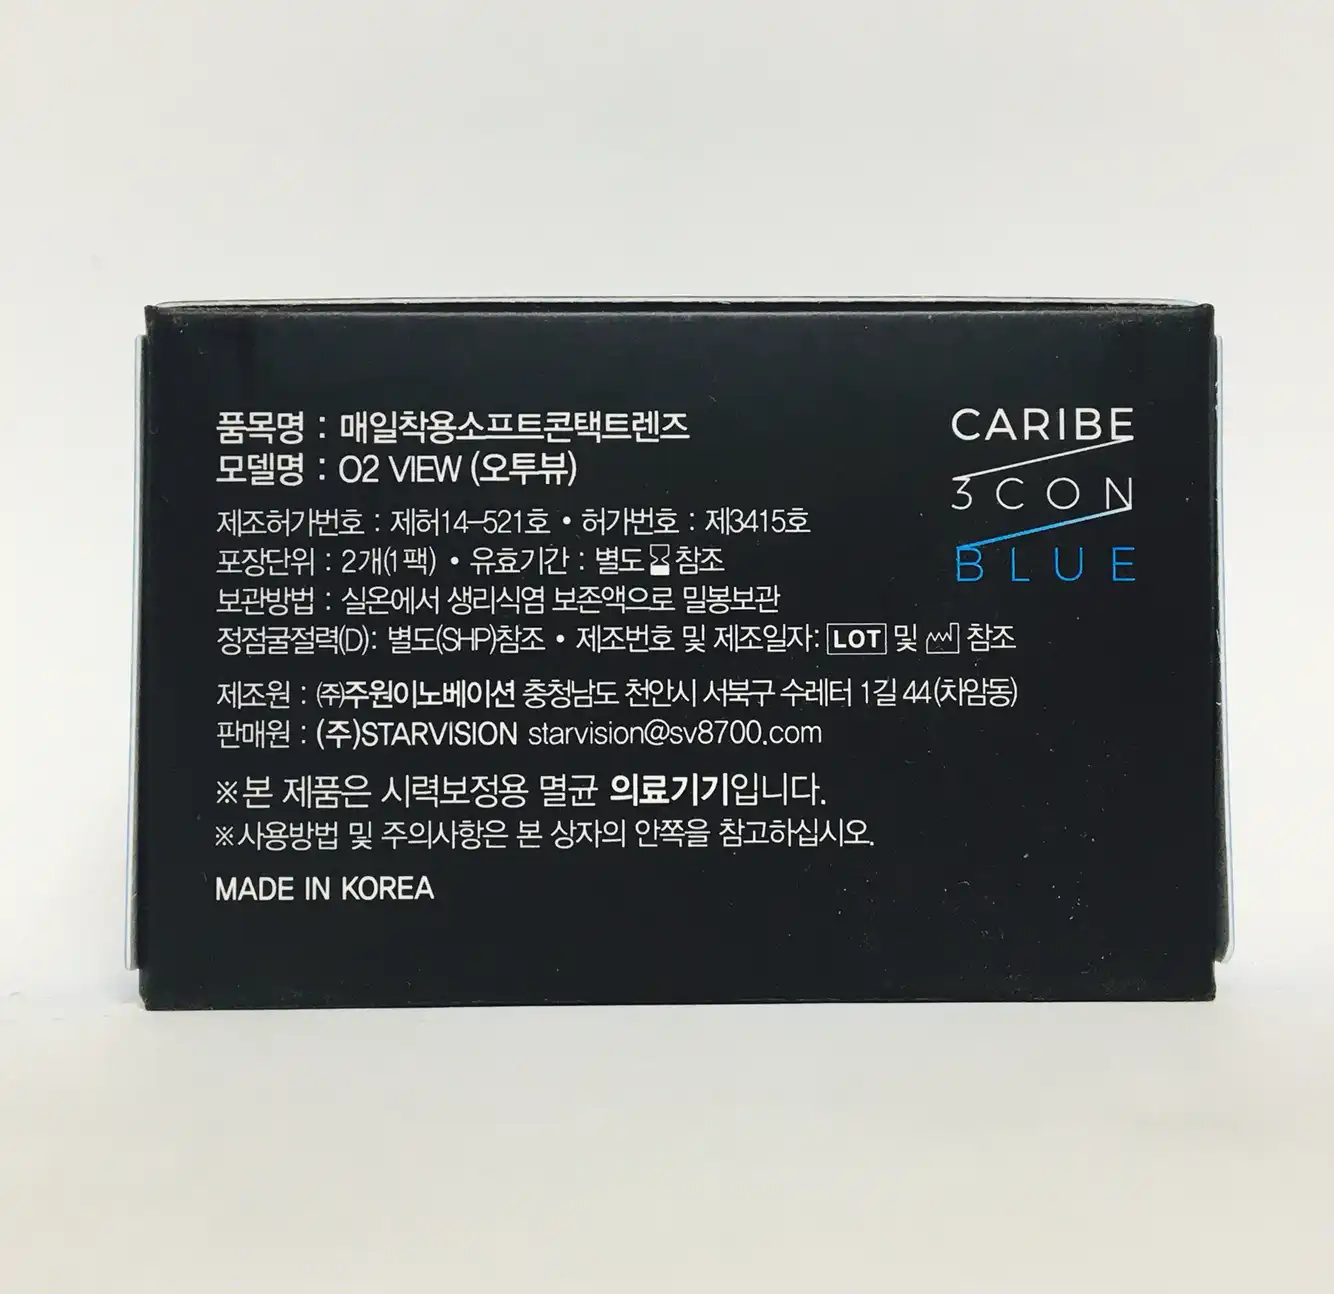 품목명 : 매일착용소프트콘택트렌즈
모델명 : O2 VIEW (오투뷰)
제조허가번호 : 제허14-521호 • 허가번호 : 제3415호
포장단위 : 2개(1팩) • 유효기간 : 별도 참조
보관방법 : 실온에서 생리식염 보존액으로 밀봉보관
정점굴절력(D): 별도(SHP)참조 • 제조번호 및 제조일자: LOT 및 참조
제조원 : ㈜주원이노베이션 충청남도 천안시 서북구 수레터 1길 44(차암동)
판매원 : (주)STARVISION starvision@sv8700.com
※본 제품은 시력보정용 멸균 의료기기입니다.
※사용방법 및 주의사항은 본 상자의 안쪽을 참고하십시오.
MADE IN KOREA
CARIBE
3CON
BLUE